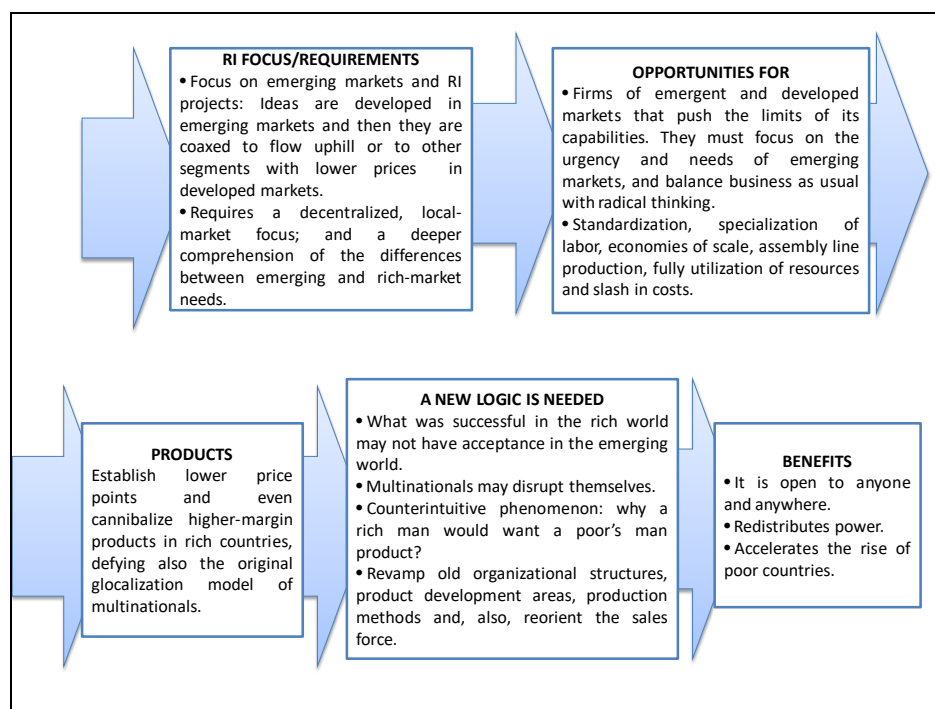 RI FOCUS/REQUIREMENTS
• Focus on emerging markets and RI
projects: Ideas are developed in
emerging markets and then they are
coaxed to flow uphill or to other
segments with lower prices in
developed markets.
• Requires a decentralized, local-
market focus; and a deeper
comprehension of the differences
between emerging and rich-market
needs.
OPPORTUNITIES FOR
• Firms of emergent and developed
markets that push the limits of its
capabilities. They must focus on the
urgency and needs of emerging
markets, and balance business as usual
with radical thinking.
• Standardization, specialization of
labor, economies of scale, assembly line
production, fully utilization of resources
and slash in costs.
PRODUCTS
Establish lower price
points and even
cannibalize higher-margin
products in rich countries,
defying also the original
glocalization model of
multinationals.
A NEW LOGIC IS NEEDED
• What was successful in the rich world
may not have acceptance in the emerging
world.
• Multinationals may disrupt themselves.
• Counterintuitive phenomenon: why a
rich man would want a poor’s man
product?
• Revamp old organizational structures,
product development areas, production
methods and, also, reorient the sales
force.
BENEFITS
• It is open to anyone
and anywhere.
• Redistributes power.
• Accelerates the rise of
poor countries.